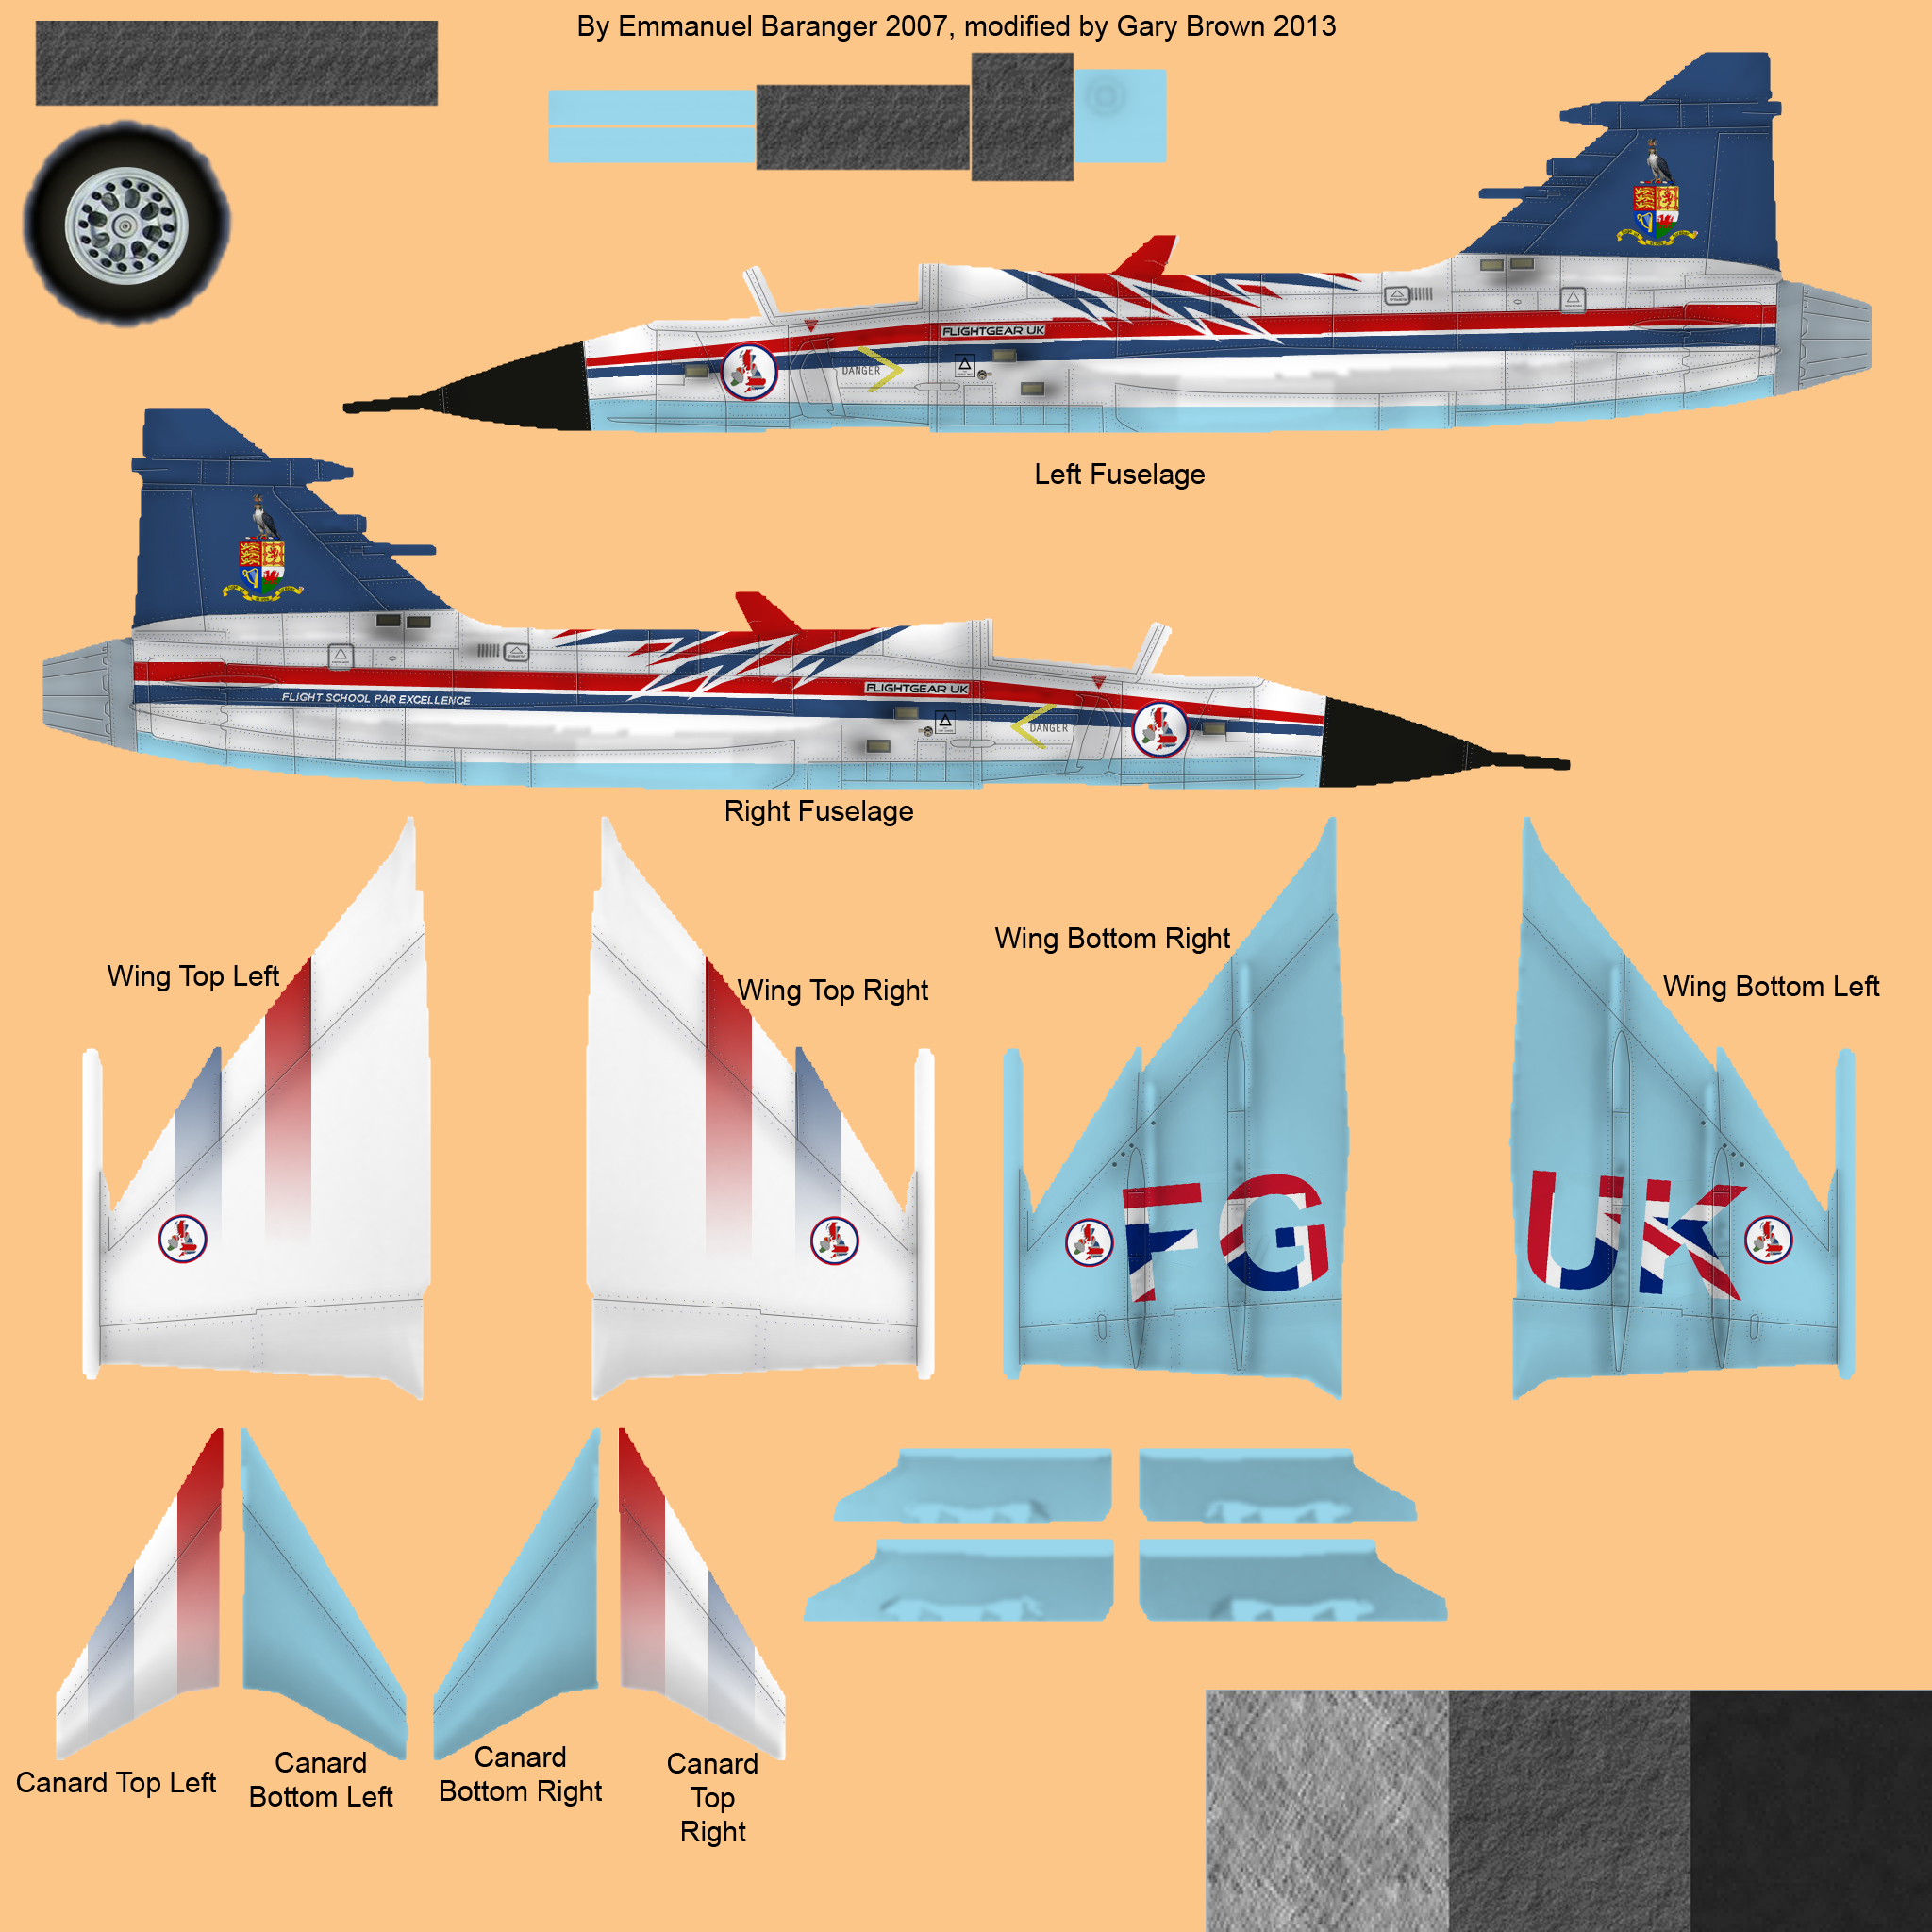 By Emmanuel Baranger 2007, modified by Gary Brown 2013
FLIGHTGEAR UK
DANGER
Left Fuselage
FLIGHT SCHOOL PAR EXCELLENCE
FLIGHTGEAR UK
DANGER
Right Fuselage
Wing Top Left
Wing Top Right
Wing Bottom Right
Wing Bottom Left
FG
UK
Canard Top Left
Canard
Bottom Left
Canard
Bottom Right
Canard
Top
Right